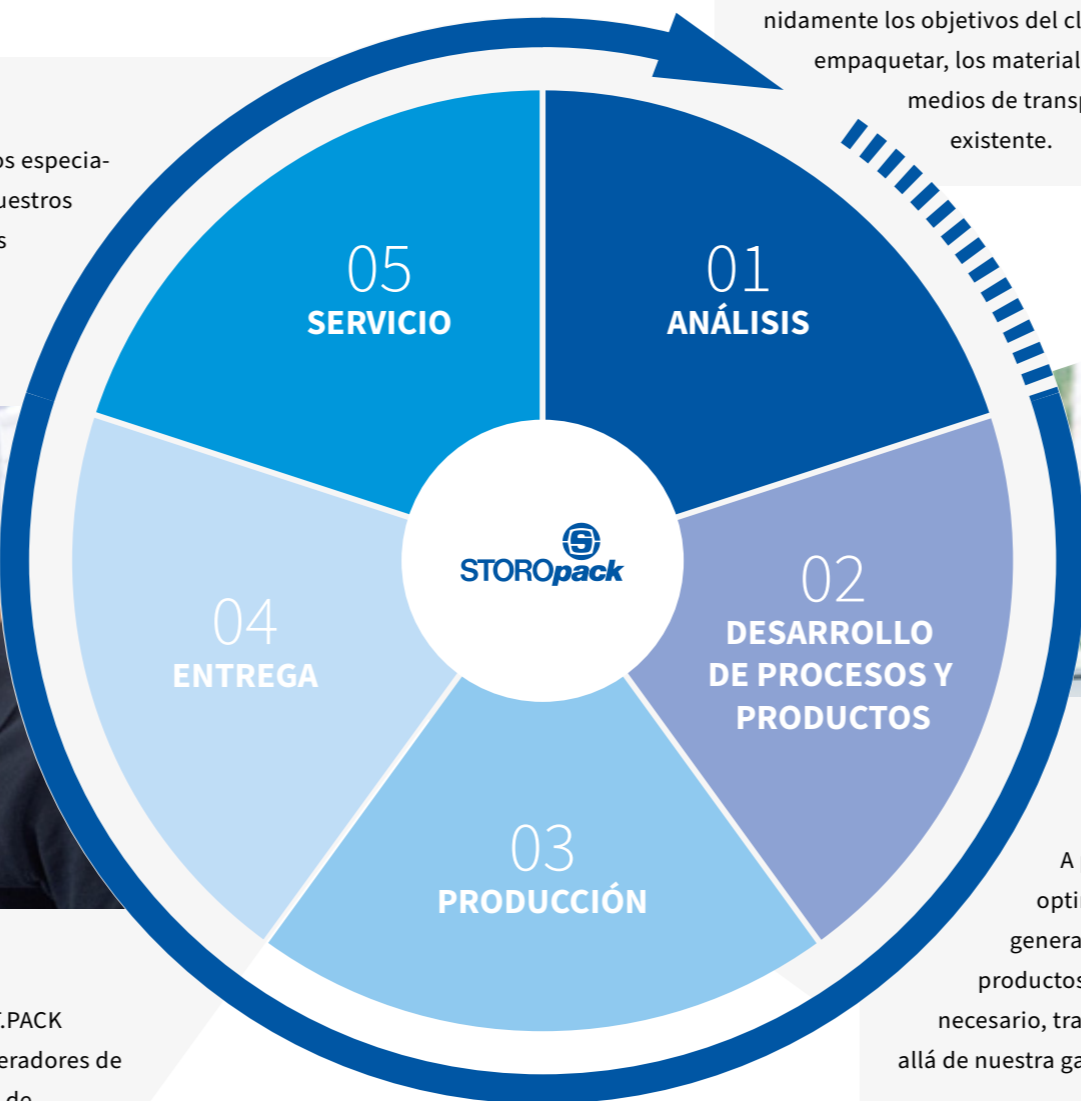 nidamente los objetivos del cl
empaquetar, los material
medios de transp
existente.
os especia-
uestros
s
05
SERVICIO
01
ANÁLISIS
STOROpack
02
DESARROLLO
DE PROCESOS Y
PRODUCTOS
04
ENTREGA
03
PRODUCCIÓN
A
opti
genera
productos
necesario, tra
allá de nuestra ga
T.PACK
eradores de
de